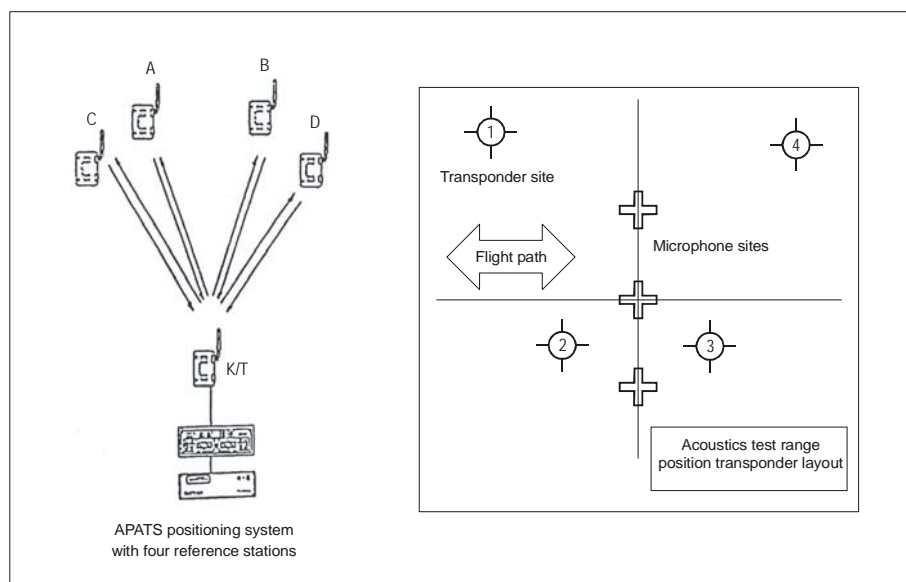 A
B
C
D
K/T
APATS positioning system
with four reference stations
1
4
Transponder site
Microphone sites
Flight path
2
3
Acoustics test range
position transponder layout